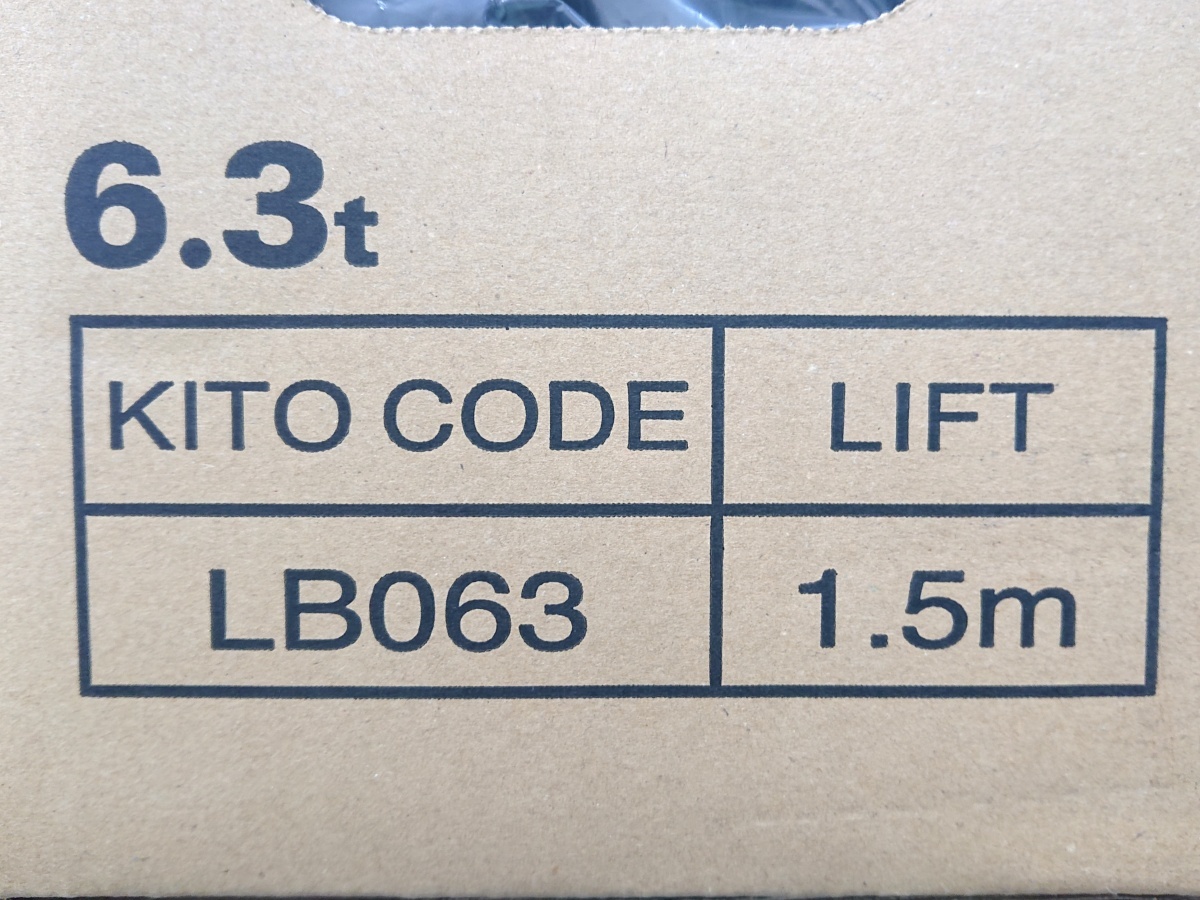 6.3t
KITO CODE LIFT
LB063 1.5m